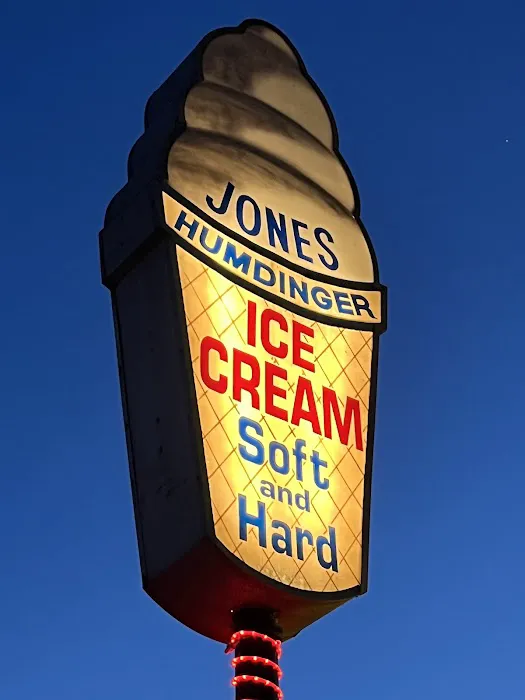 JONES
HUMDINGER
ICE
CREAM
Soft
and
Hard